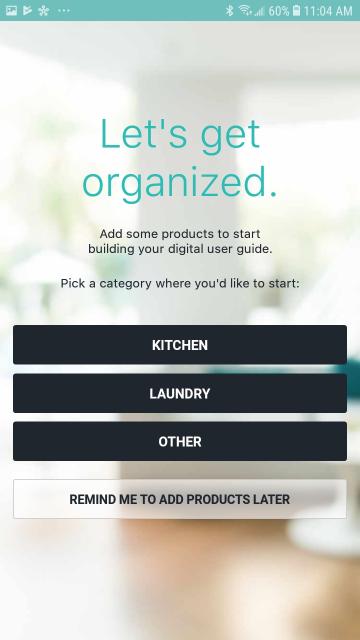 60% 11:04 AM
Let's get
organized.
Add some products to start
building your digital user guide.
Pick a category where you'd like to start:
KITCHEN
LAUNDRY
OTHER
REMIND ME TO ADD PRODUCTS LATER